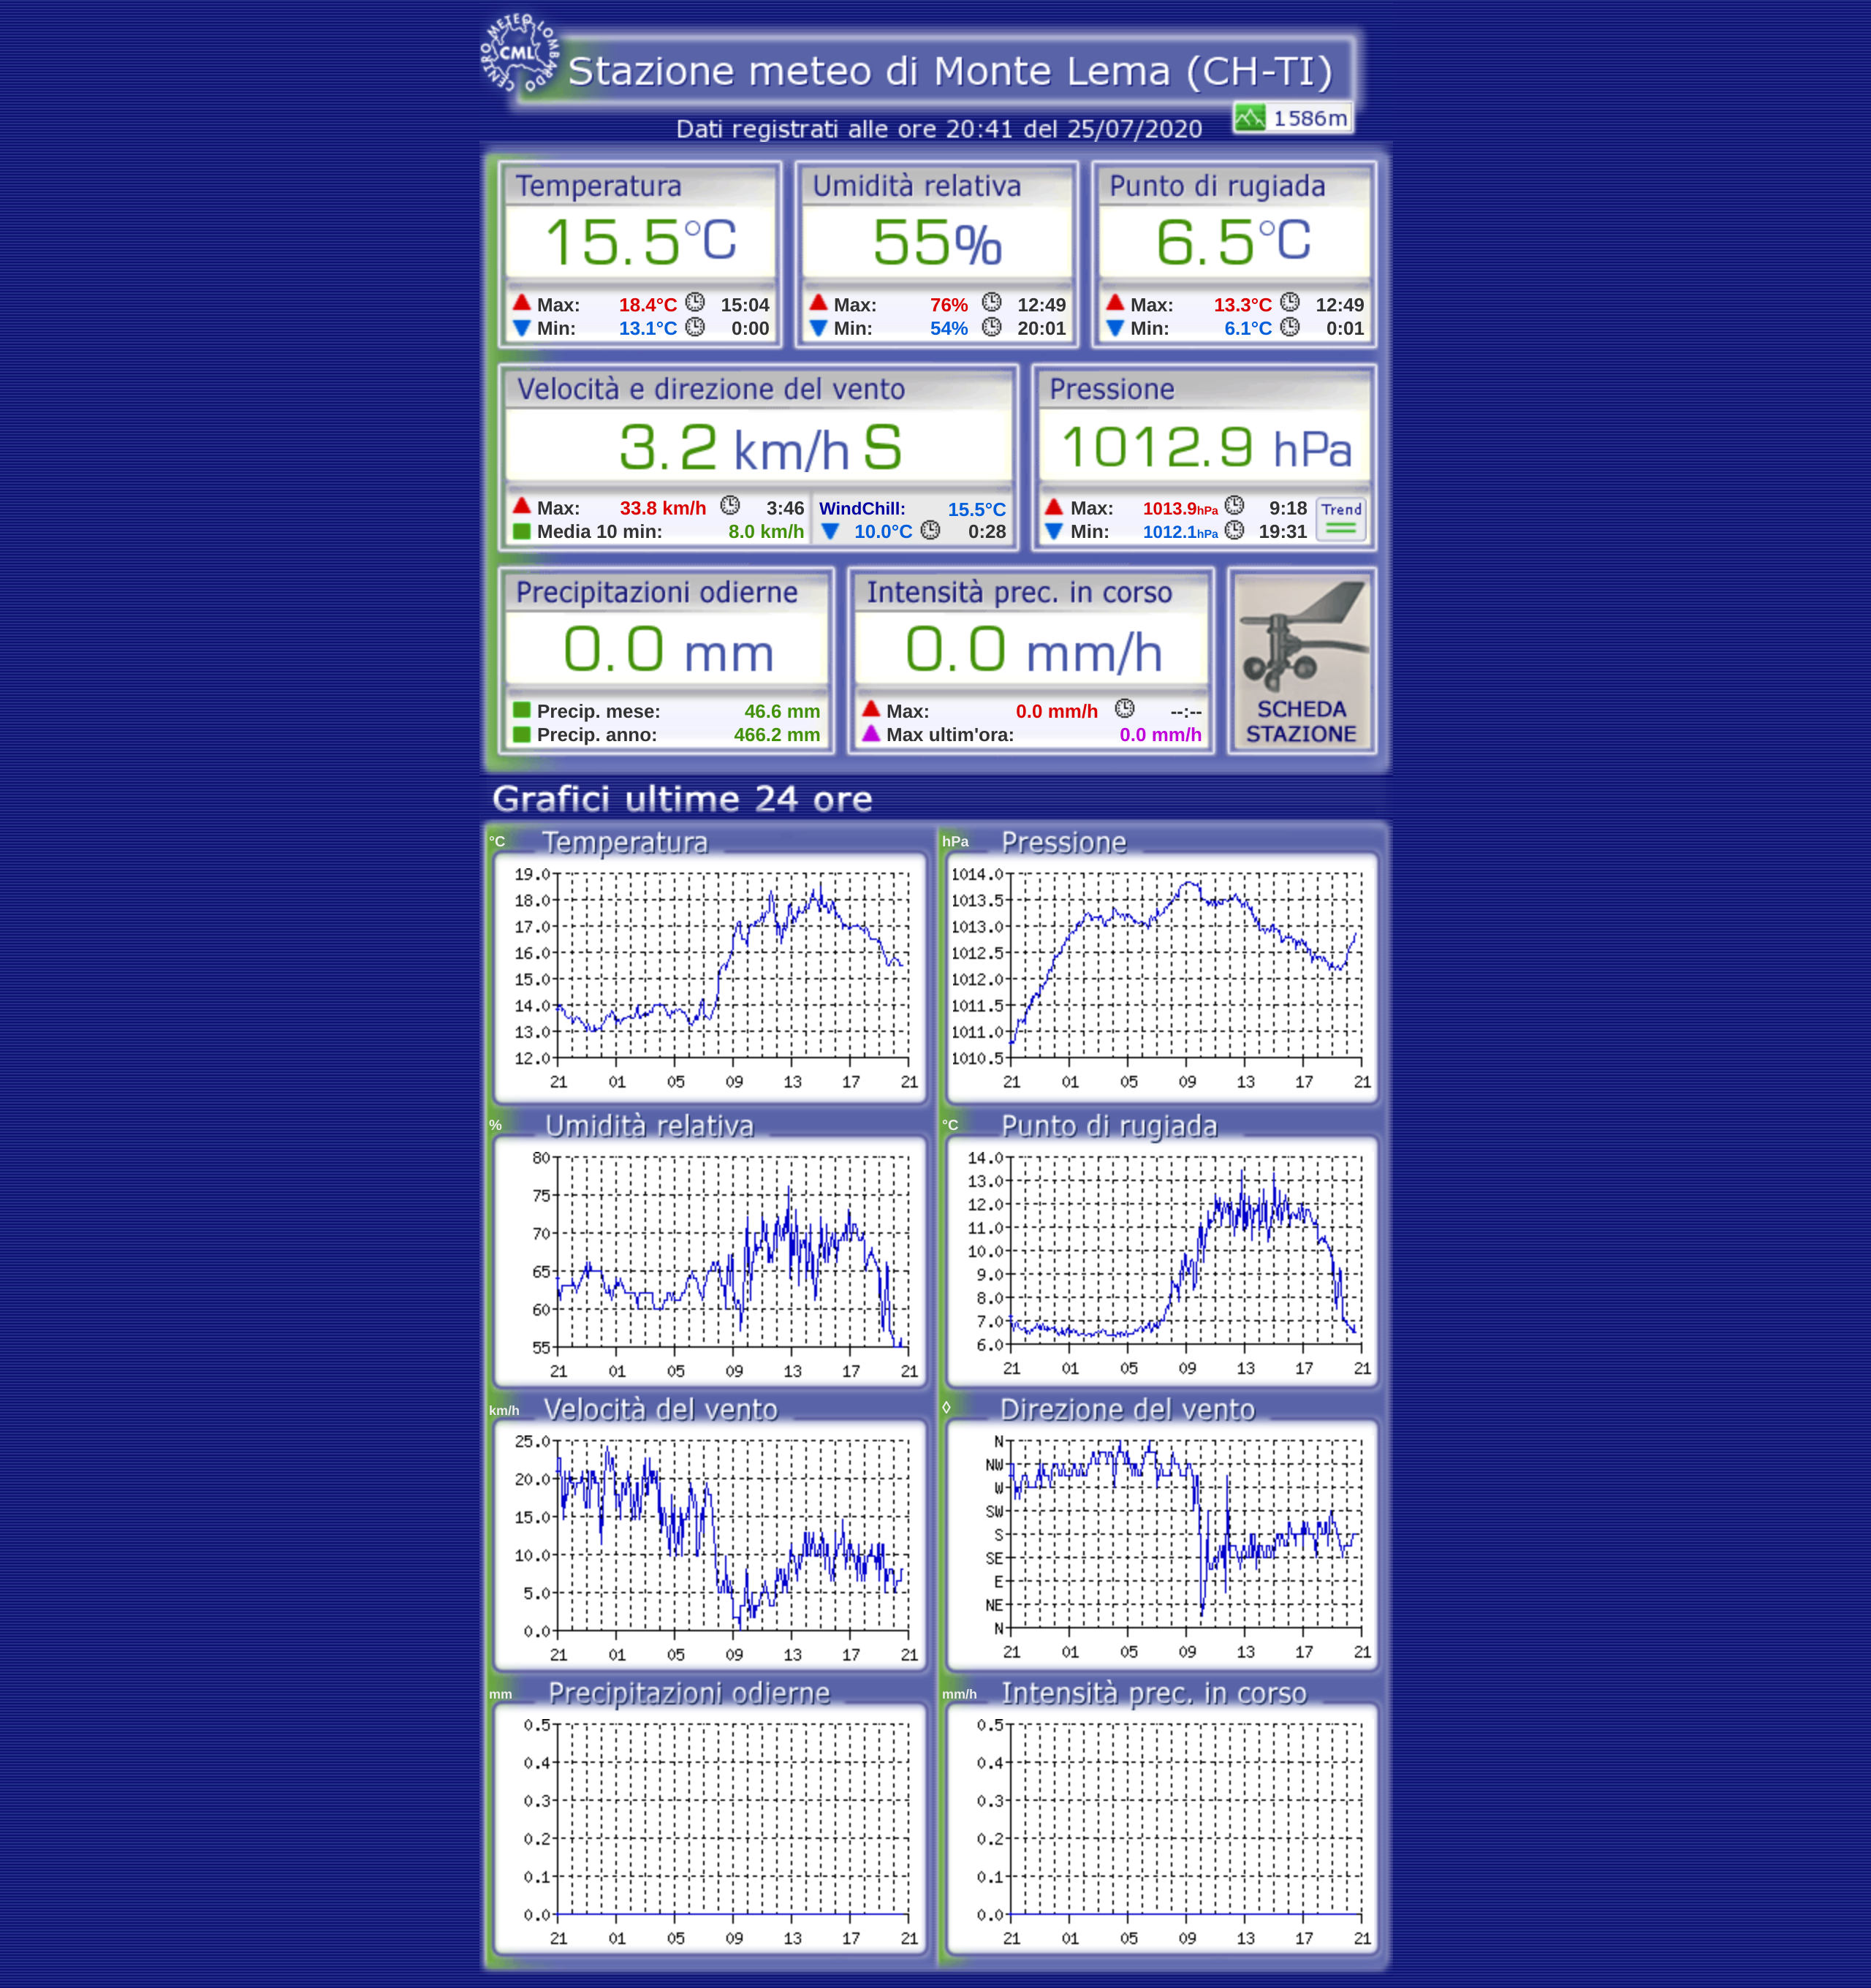 CENTRO METEO LOMBARDO
CML
Stazione meteo di Monte Lema (CH-TI)
1586m
Dati registrati alle ore 20:41 del 25/07/2020
Temperatura
15.5°C
Max: 18.4°C 15:04
Min: 13.1°C 0:00
Umidità relativa
55%
Max: 76% 12:49
Min: 54% 20:01
Punto di rugiada
6.5°C
Max: 13.3°C 12:49
Min: 6.1°C 0:01
Velocità e direzione del vento
3.2 km/h S
Max: 33.8 km/h 3:46
Media 10 min: 8.0 km/h
WindChill: 15.5°C
10.0°C 0:28
Pressione
1012.9 hPa
Max: 1013.9hPa 9:18
Min: 1012.1hPa 19:31
Trend
Precipitazioni odierne
0.0 mm
Precip. mese: 46.6 mm
Precip. anno: 466.2 mm
Intensità prec. in corso
0.0 mm/h
Max: 0.0 mm/h --:--
Max ultim'ora: 0.0 mm/h
SCHEDA
STAZIONE
Grafici ultime 24 ore
°C Temperatura
19.0
18.0
17.0
16.0
15.0
14.0
13.0
12.0
21 01 05 09 13 17 21
hPa Pressione
1014.0
1013.5
1013.0
1012.5
1012.0
1011.5
1011.0
1010.5
21 01 05 09 13 17 21
% Umidità relativa
80
75
70
65
60
55
21 01 05 09 13 17 21
°C Punto di rugiada
14.0
13.0
12.0
11.0
10.0
9.0
8.0
7.0
6.0
21 01 05 09 13 17 21
km/h Velocità del vento
25.0
20.0
15.0
10.0
5.0
0.0
21 01 05 09 13 17 21
◊ Direzione del vento
N
NW
W
SW
S
SE
E
NE
N
21 01 05 09 13 17 21
mm Precipitazioni odierne
0.5
0.4
0.3
0.2
0.1
0.0
21 01 05 09 13 17 21
mm/h Intensità prec. in corso
0.5
0.4
0.3
0.2
0.1
0.0
21 01 05 09 13 17 21